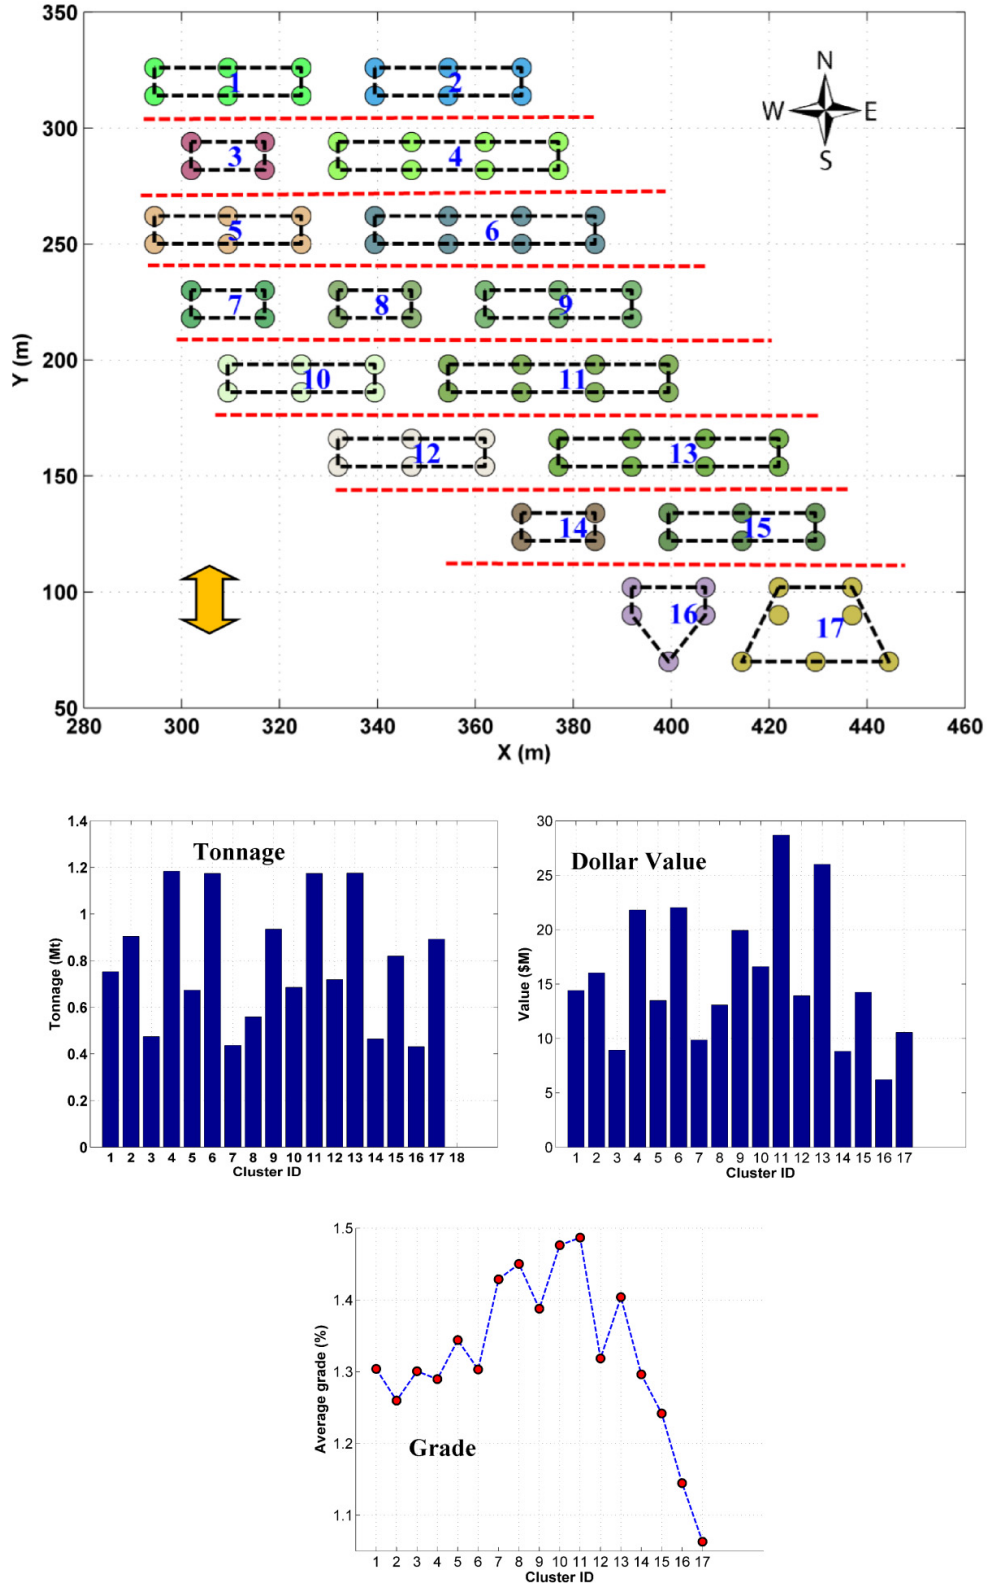 350
300
250
200
150
100
50
Y (m)
N
W E
S
1 2
3 4
5 6
7 8 9
10 11
12 13
14 15
16 17
280 300 320 340 360 380 400 420 440 460
X (m)
1.4
1.2
1
0.8
0.6
0.4
0.2
0
Tonnage (Mt)
Tonnage
1 2 3 4 5 6 7 8 9 10 11 12 13 14 15 16 17 18
Cluster ID
30
25
20
15
10
5
0
Value ($M)
Dollar Value
1 2 3 4 5 6 7 8 9 10 11 12 13 14 15 16 17
Cluster ID
1.5
1.4
1.3
1.2
1.1
Average grade (%)
Grade
1 2 3 4 5 6 7 8 9 10 11 12 13 14 15 16 17
Cluster ID